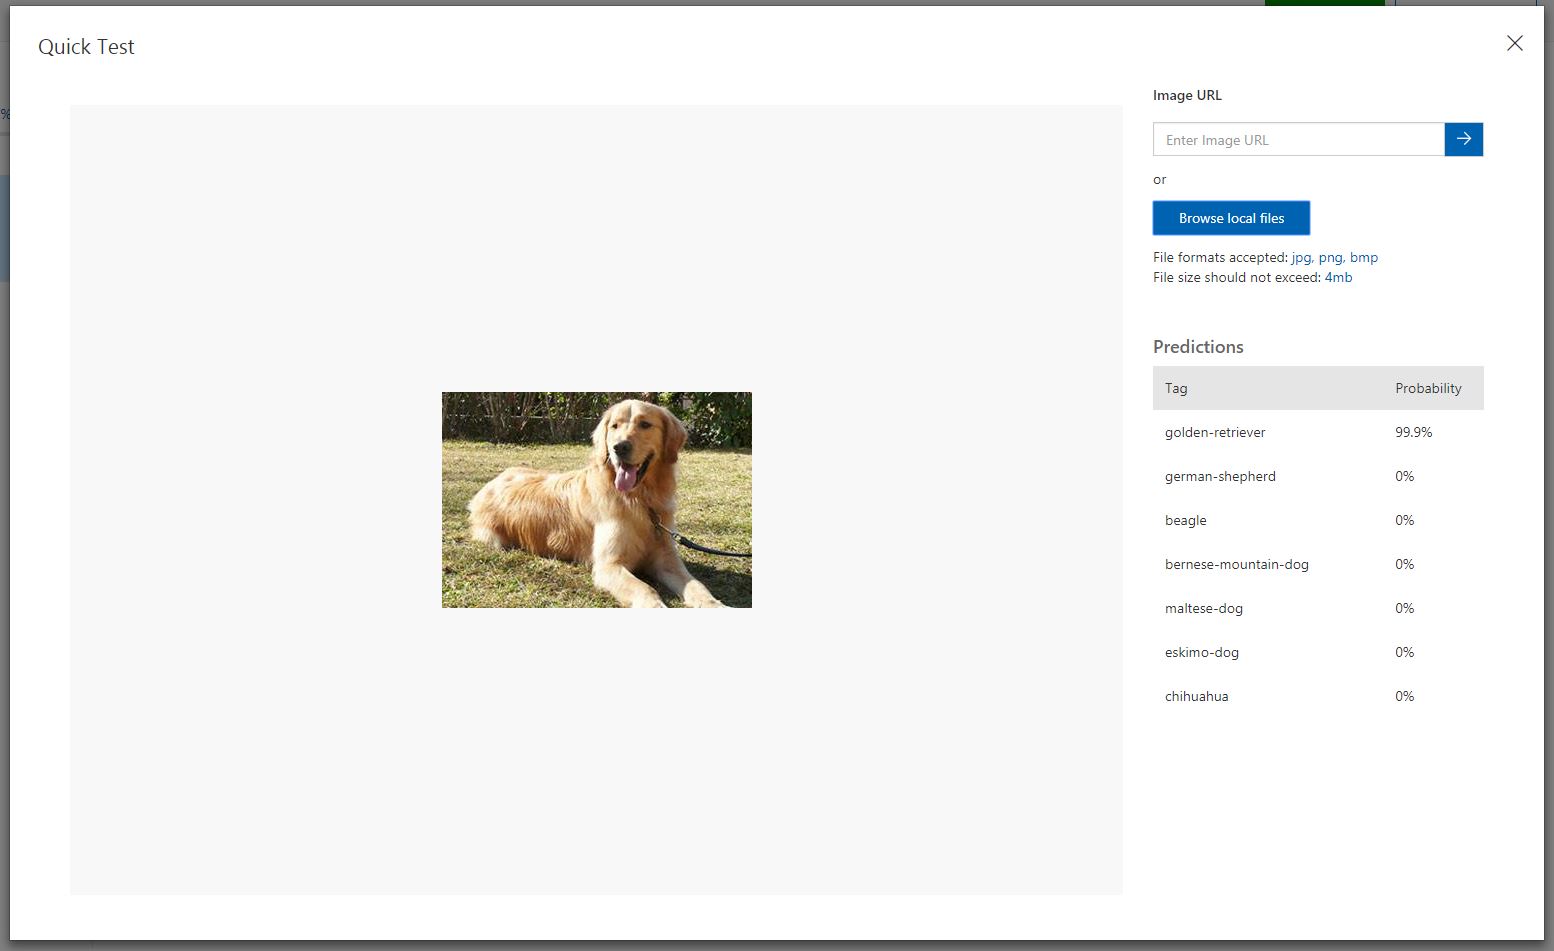 Quick Test
%
Image URL
Enter Image URL
or
Browse local files
File formats accepted: jpg, png, bmp
File size should not exceed: 4mb
Predictions
Tag Probability
golden-retriever 99.9%
german-shepherd 0%
beagle 0%
bernese-mountain-dog 0%
maltese-dog 0%
eskimo-dog 0%
chihuahua 0%